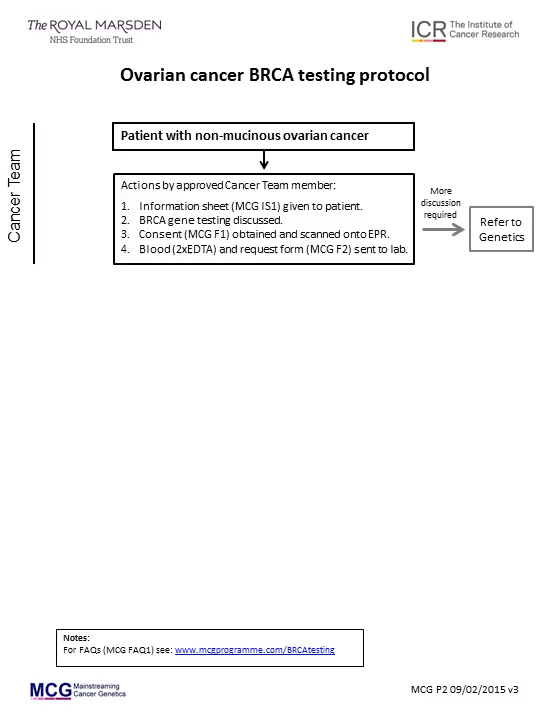 The ROYAL MARSDEN
NHS Foundation Trust
ICR The Institute of
Cancer Research
Ovarian cancer BRCA testing protocol
Cancer Team
Patient with non-mucinous ovarian cancer
Actions by approved Cancer Team member:
1. Information sheet (MCG IS1) given to patient.
2. BRCA gene testing discussed.
3. Consent (MCG F1) obtained and scanned onto EPR.
4. Blood (2xEDTA) and request form (MCG F2) sent to lab.
More
discussion
required
Refer to
Genetics
Notes:
For FAQs (MCG FAQ1) see: www.mcgprogramme.com/BRCAtesting
MCG Mainstreaming
Cancer Genetics
MCG P2 09/02/2015 v3